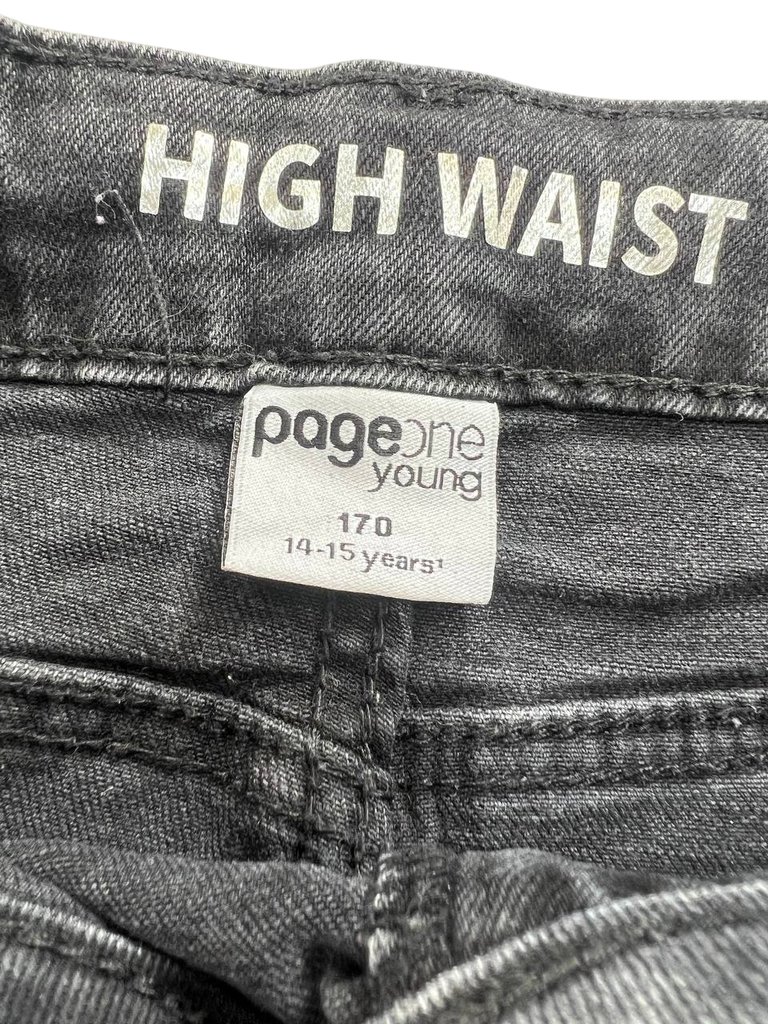 HIGH WAIST
pageone
young
170
14-15 years¹